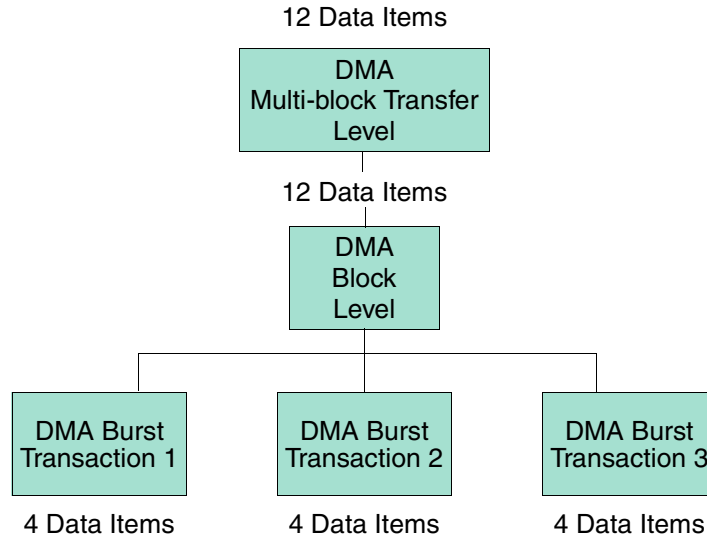 12 Data Items
DMA
Multi-block Transfer
Level
12 Data Items
DMA
Block
Level
DMA Burst
Transaction 1
DMA Burst
Transaction 2
DMA Burst
Transaction 3
4 Data Items
4 Data Items
4 Data Items